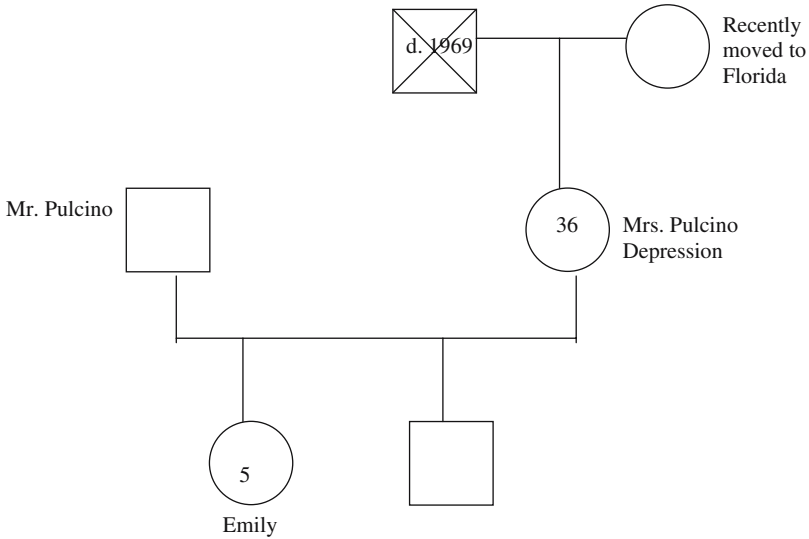 d. 1969
Recently
moved to
Florida
Mr. Pulcino
36
Mrs. Pulcino
Depression
5
Emily